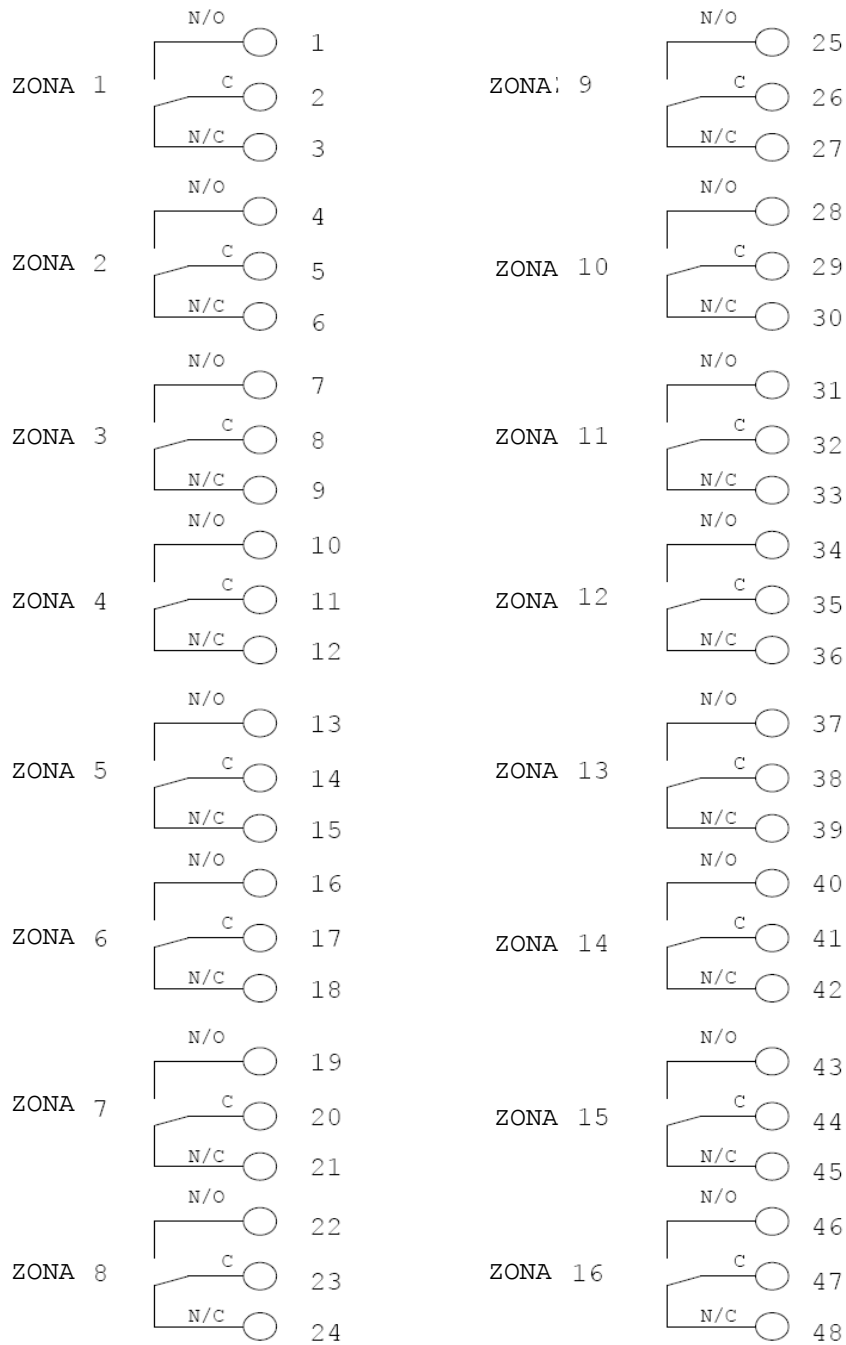 N/O
1
ZONA 1
C
2
N/C
3
N/O
4
ZONA 2
C
5
N/C
6
N/O
7
ZONA 3
C
8
N/C
9
N/O
10
ZONA 4
C
11
N/C
12
N/O
13
ZONA 5
C
14
N/C
15
N/O
16
ZONA 6
C
17
N/C
18
N/O
19
ZONA 7
C
20
N/C
21
N/O
22
ZONA 8
C
23
N/C
24
N/O
25
ZONA: 9
C
26
N/C
27
N/O
28
ZONA 10
C
29
N/C
30
N/O
31
ZONA 11
C
32
N/C
33
N/O
34
ZONA 12
C
35
N/C
36
N/O
37
ZONA 13
C
38
N/C
39
N/O
40
ZONA 14
C
41
N/C
42
N/O
43
ZONA 15
C
44
N/C
45
N/O
46
ZONA 16
C
47
N/C
48